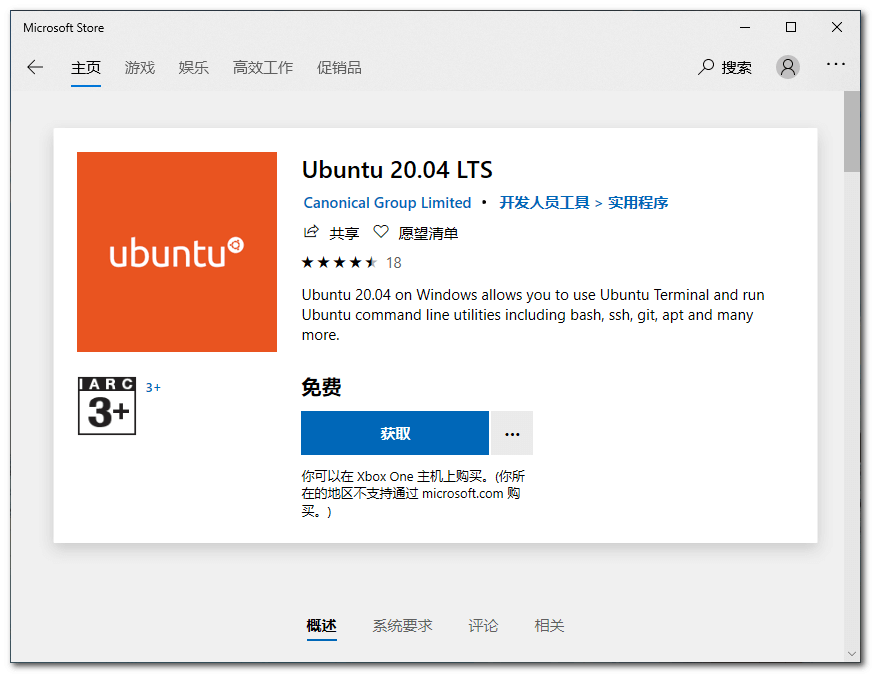 Microsoft Store
主页 游戏 娱乐 高效工作 促销品 搜索
ubuntu
Ubuntu 20.04 LTS
Canonical Group Limited • 开发人员工具 > 实用程序
共享 愿望清单
18
Ubuntu 20.04 on Windows allows you to use Ubuntu Terminal and run
Ubuntu command line utilities including bash, ssh, git, apt and many
more.
IARC
3+
3+
免费
获取
你可以在 Xbox One 主机上购买。(你所
在的地区不支持通过 microsoft.com 购
买。)
概述 系统要求 评论 相关